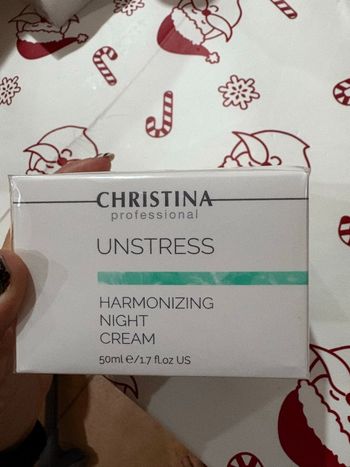 CHRISTINA
professional
UNSTRESS
HARMONIZING
NIGHT
CREAM
50ml ℮/1.7 fl.oz US